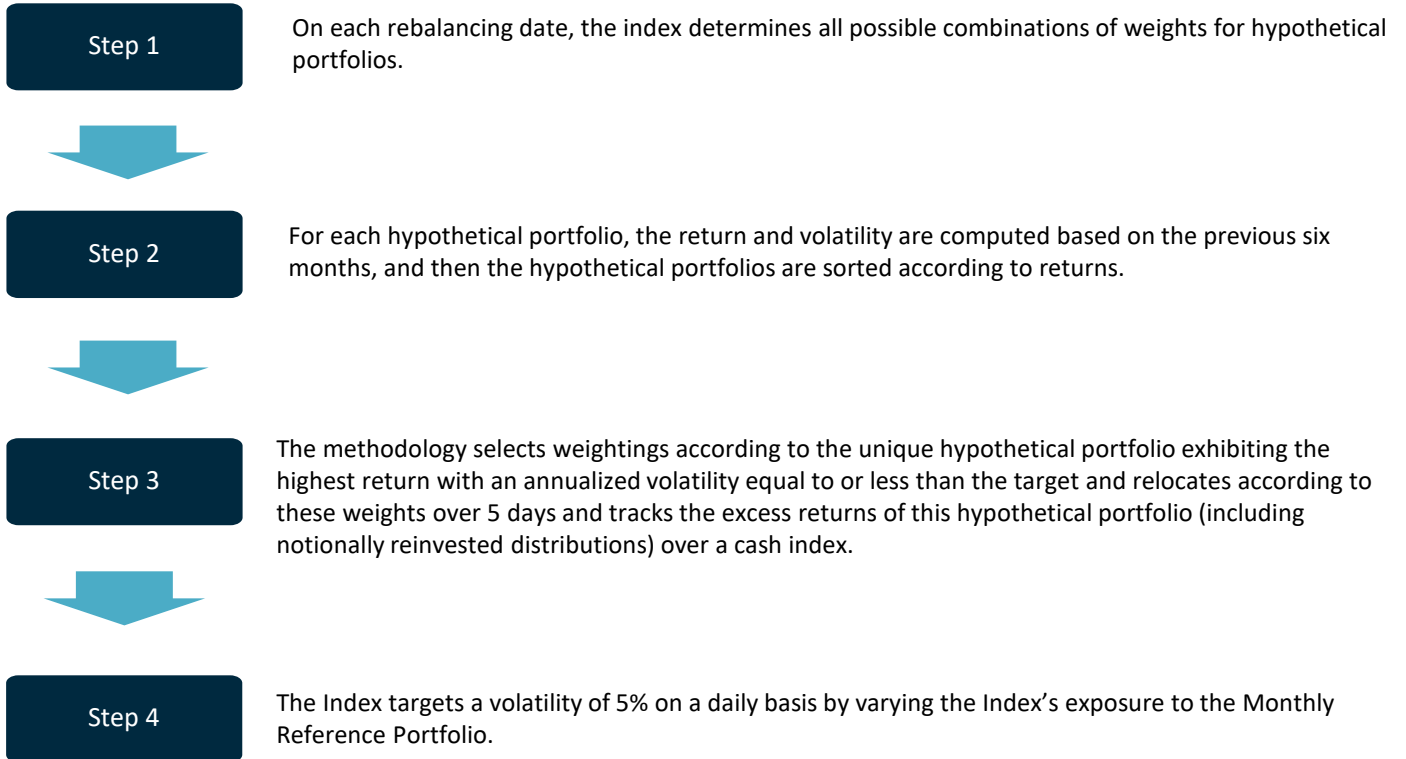 Step 1
On each rebalancing date, the index determines all possible combinations of weights for hypothetical
portfolios.
Step 2
For each hypothetical portfolio, the return and volatility are computed based on the previous six
months, and then the hypothetical portfolios are sorted according to returns.
Step 3
The methodology selects weightings according to the unique hypothetical portfolio exhibiting the
highest return with an annualized volatility equal to or less than the target and relocates according to
these weights over 5 days and tracks the excess returns of this hypothetical portfolio (including
notionally reinvested distributions) over a cash index.
Step 4
The Index targets a volatility of 5% on a daily basis by varying the Index’s exposure to the Monthly
Reference Portfolio.